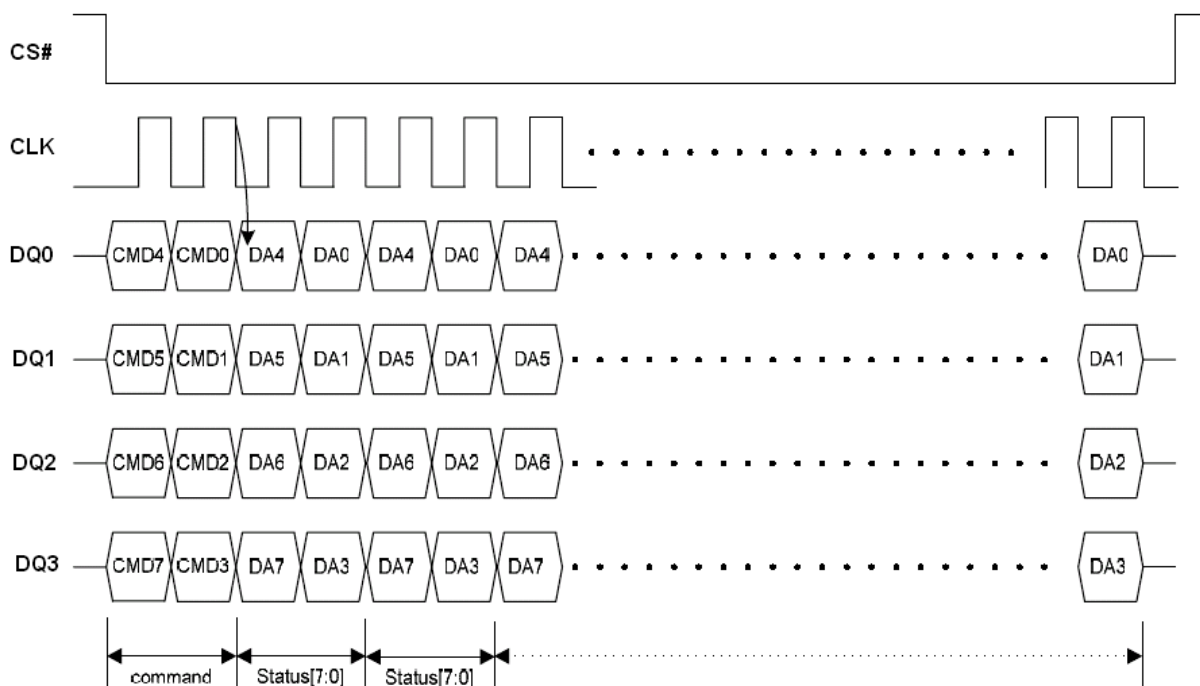 CS#
CLK
DQ0 CMD4 CMD0 DA4 DA0 DA4 DA0 DA4 DA0
DQ1 CMD5 CMD1 DA5 DA1 DA5 DA1 DA5 DA1
DQ2 CMD6 CMD2 DA6 DA2 DA6 DA2 DA6 DA2
DQ3 CMD7 CMD3 DA7 DA3 DA7 DA3 DA7 DA3
command Status[7:0] Status[7:0]